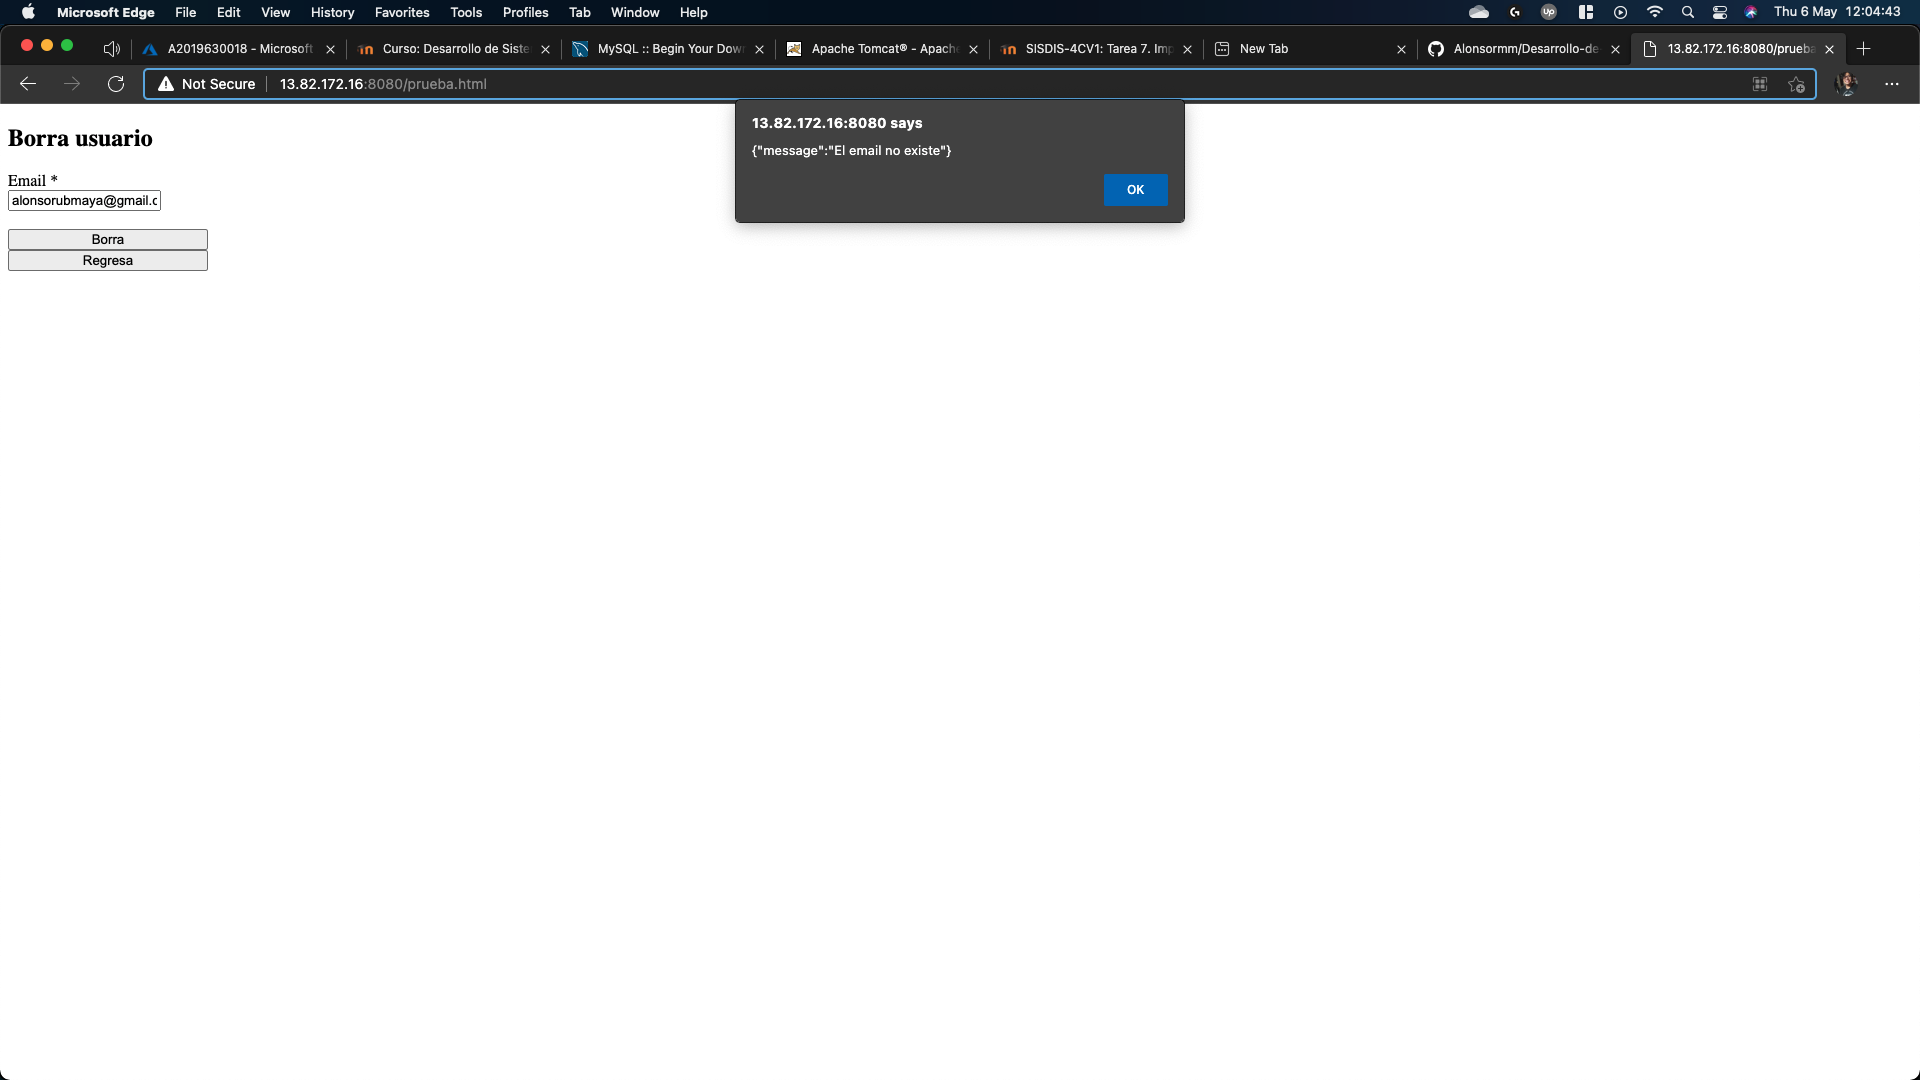 Microsoft Edge File Edit View History Favorites Tools Profiles Tab Window Help Thu 6 May 12:04:43
A2019630018 - Microsoft Curso: Desarrollo de Siste MySQL :: Begin Your Dow Apache Tomcat® - Apache SISDIS-4CV1: Tarea 7. Imp New Tab Alonsormm/Desarrollo-de- 13.82.172.16:8080/prueba
Not Secure 13.82.172.16:8080/prueba.html
13.82.172.16:8080 says
{"message":"El email no existe"}
OK
Borra usuario
Email *
alonsorubmaya@gmail.c
Borra
Regresa